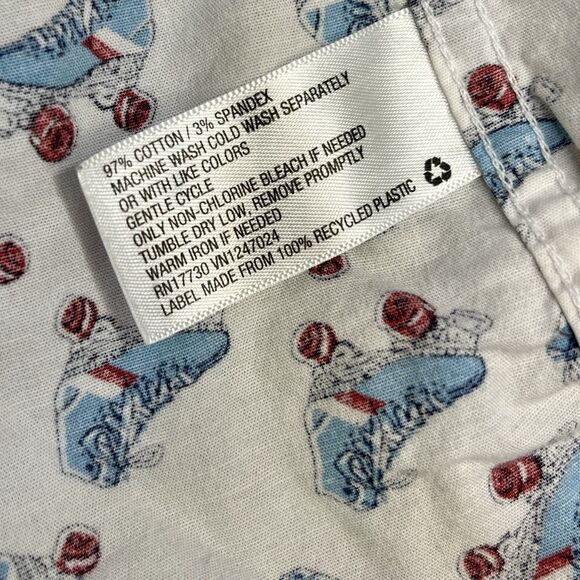 97% COTTON / 3% SPANDEX
MACHINE WASH COLD WASH SEPARATELY
OR WITH LIKE COLORS
GENTLE CYCLE
ONLY NON-CHLORINE BLEACH IF NEEDED
TUMBLE DRY LOW, REMOVE PROMPTLY
WARM IRON IF NEEDED
RN17730 VN1247024
LABEL MADE FROM 100% RECYCLED PLASTIC